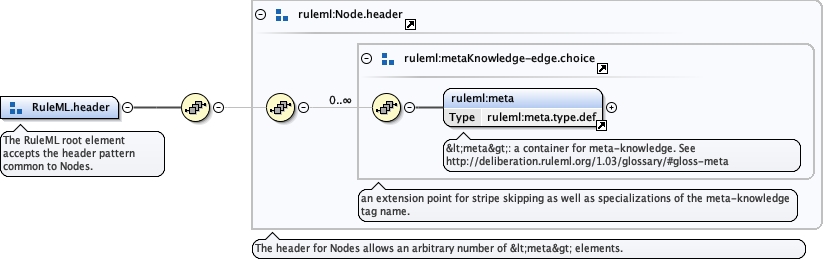 ruleml:Node.header
ruleml:metaKnowledge-edge.choice
RuleML.header
0..∞
ruleml:meta
Type ruleml:meta.type.def
The RuleML root element
accepts the header pattern
common to Nodes.
&lt;meta&gt;: a container for meta-knowledge. See
http://deliberation.ruleml.org/1.03/glossary/#gloss-meta
an extension point for stripe skipping as well as specializations of the meta-knowledge
tag name.
The header for Nodes allows an arbitrary number of &lt;meta&gt; elements.